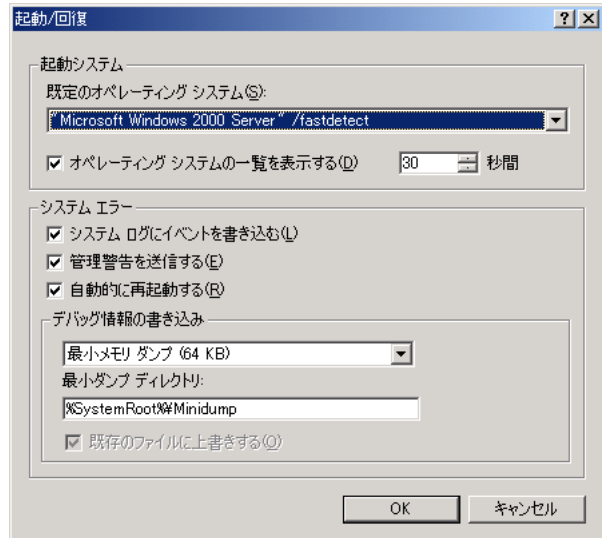 起動/回復
起動システム
既定のオペレーティング システム(S):
"Microsoft Windows 2000 Server" /fastdetect
オペレーティング システムの一覧を表示する(D) 30 秒間
システム エラー
システム ログにイベントを書き込む(L)
管理警告を送信する(E)
自動的に再起動する(R)
デバッグ情報の書き込み
最小メモリ ダンプ (64 KB)
最小ダンプ ディレクトリ:
%SystemRoot%¥Minidump
既存のファイルに上書きする(O)
OK キャンセル